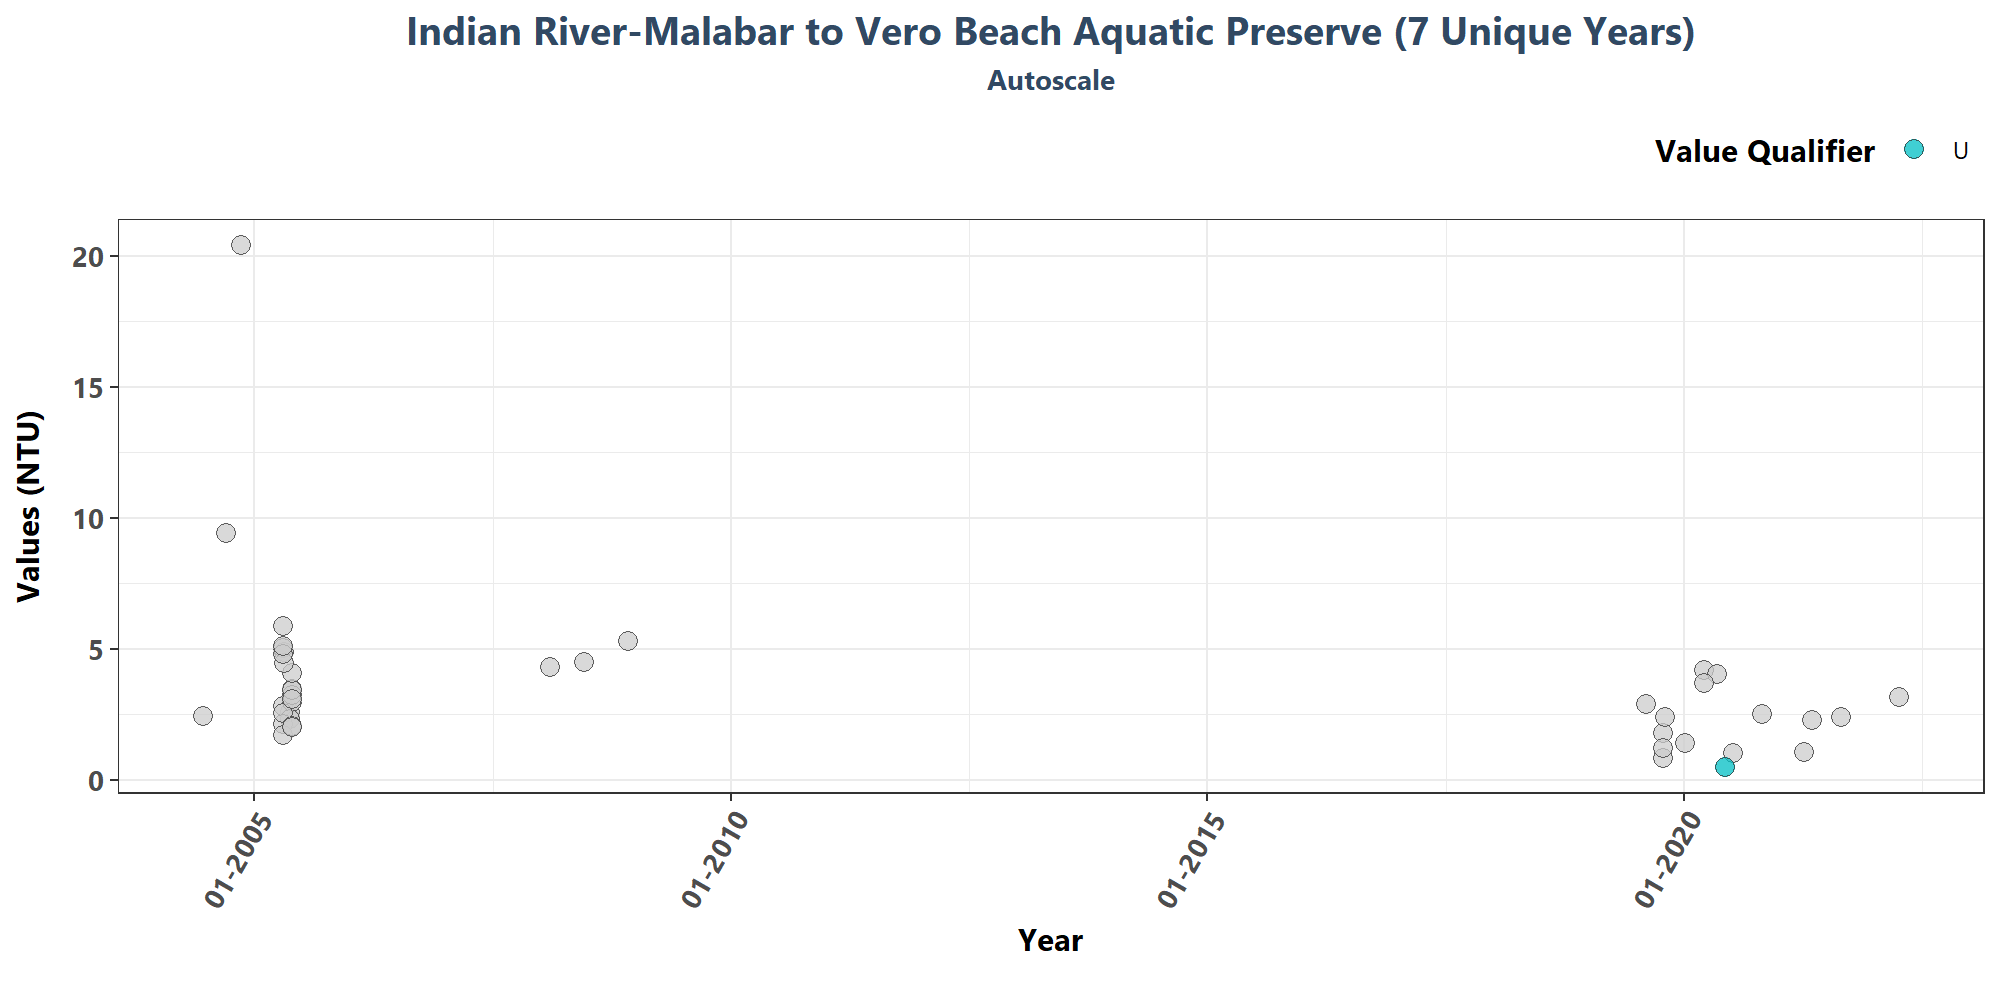 Indian River-Malabar to Vero Beach Aquatic Preserve (7 Unique Years)
Autoscale
Value Qualifier U
Values (NTU)
20
15
10
5
0
01-2005 01-2010 01-2015 01-2020
Year